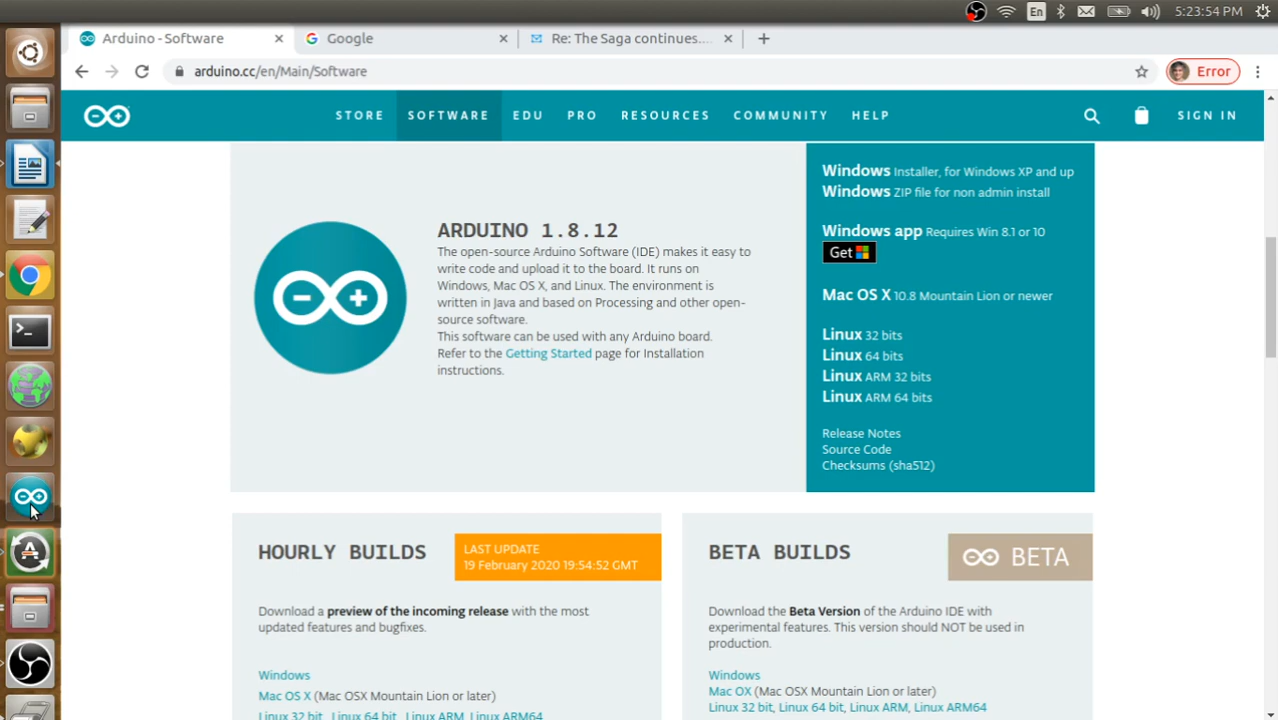 En
5:23:54 PM
Arduino - Software
Google
Re: The Saga continues....
arduino.cc/en/Main/Software
Error
STORE
SOFTWARE
EDU
PRO
RESOURCES
COMMUNITY
HELP
SIGN IN
ARDUINO 1.8.12
The open-source Arduino Software (IDE) makes it easy to
write code and upload it to the board. It runs on
Windows, Mac OS X, and Linux. The environment is
written in Java and based on Processing and other open-
source software.
This software can be used with any Arduino board.
Refer to the Getting Started page for Installation
instructions.
Windows Installer, for Windows XP and up
Windows ZIP file for non admin install
Windows app Requires Win 8.1 or 10
Get
Mac OS X 10.8 Mountain Lion or newer
Linux 32 bits
Linux 64 bits
Linux ARM 32 bits
Linux ARM 64 bits
Release Notes
Source Code
Checksums (sha512)
HOURLY BUILDS
LAST UPDATE
19 February 2020 19:54:52 GMT
Download a preview of the incoming release with the most
updated features and bugfixes.
Windows
Mac OS X (Mac OSX Mountain Lion or later)
Linux 32 bit, Linux 64 bit, Linux ARM, Linux ARM64
BETA BUILDS
BETA
Download the Beta Version of the Arduino IDE with
experimental features. This version should NOT be used in
production.
Windows
Mac OX (Mac OSX Mountain Lion or later)
Linux 32 bit, Linux 64 bit, Linux ARM, Linux ARM64